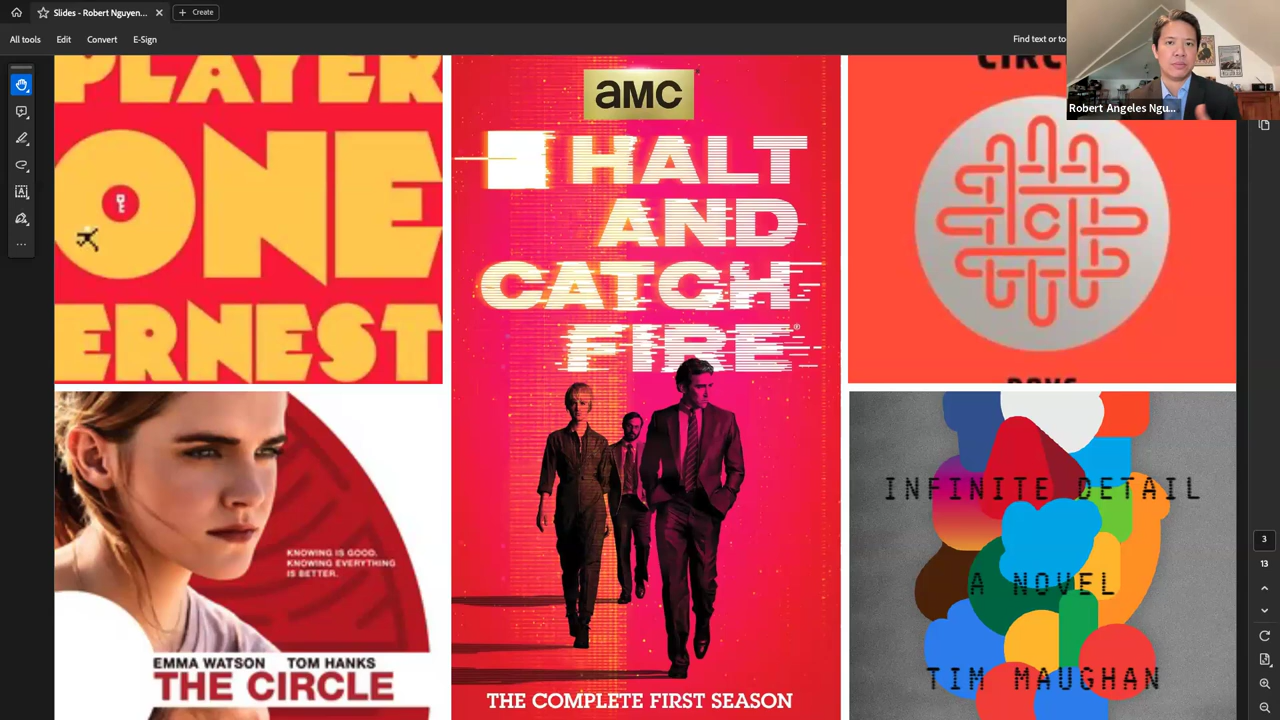 Slides - Robert Nguyen...
Create
All tools
Edit
Convert
E-Sign
Find text or to
Robert Angeles Ngu...
PLAYER
ONE
ERNEST
aMC
HALT
AND
CATCH
FIRE®
THE COMPLETE FIRST SEASON
C
KNOWING IS GOOD.
KNOWING EVERYTHING
IS BETTER.
EMMA WATSON TOM HANKS
THE CIRCLE
INFINITE DETAIL
A NOVEL
TIM MAUGHAN
3
13